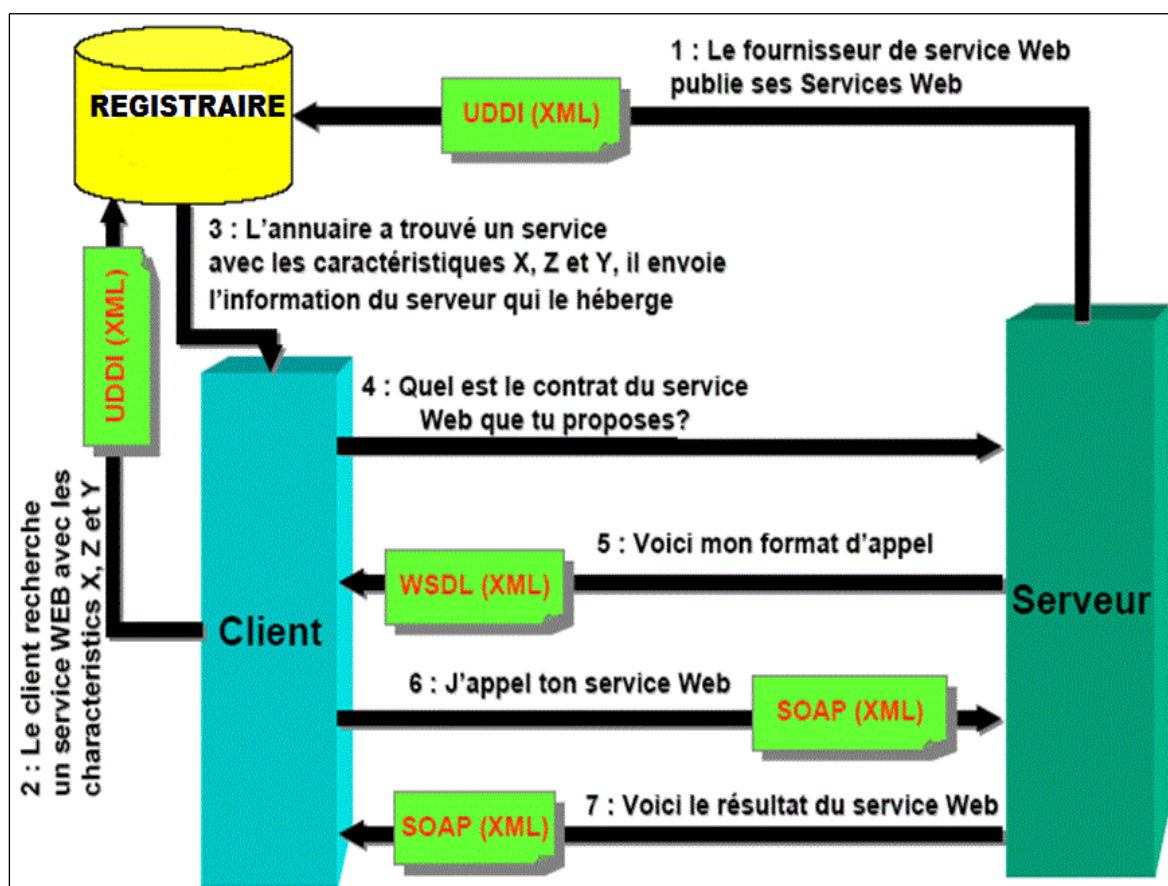 1 : Le fournisseur de service Web
publie ses Services Web
REGISTRAIRE
UDDI (XML)
3 : L'annuaire a trouvé un service
avec les caractéristiques X, Z et Y, il envoie
l'information du serveur qui le héberge
UDDI (XML)
2 : Le client recherche
un service WEB avec les
characteristics X, Z et Y
4 : Quel est le contrat du service
Web que tu proposes?
5 : Voici mon format d'appel
WSDL (XML)
Client
Serveur
6 : J'appel ton service Web
SOAP (XML)
7 : Voici le résultat du service Web
SOAP (XML)